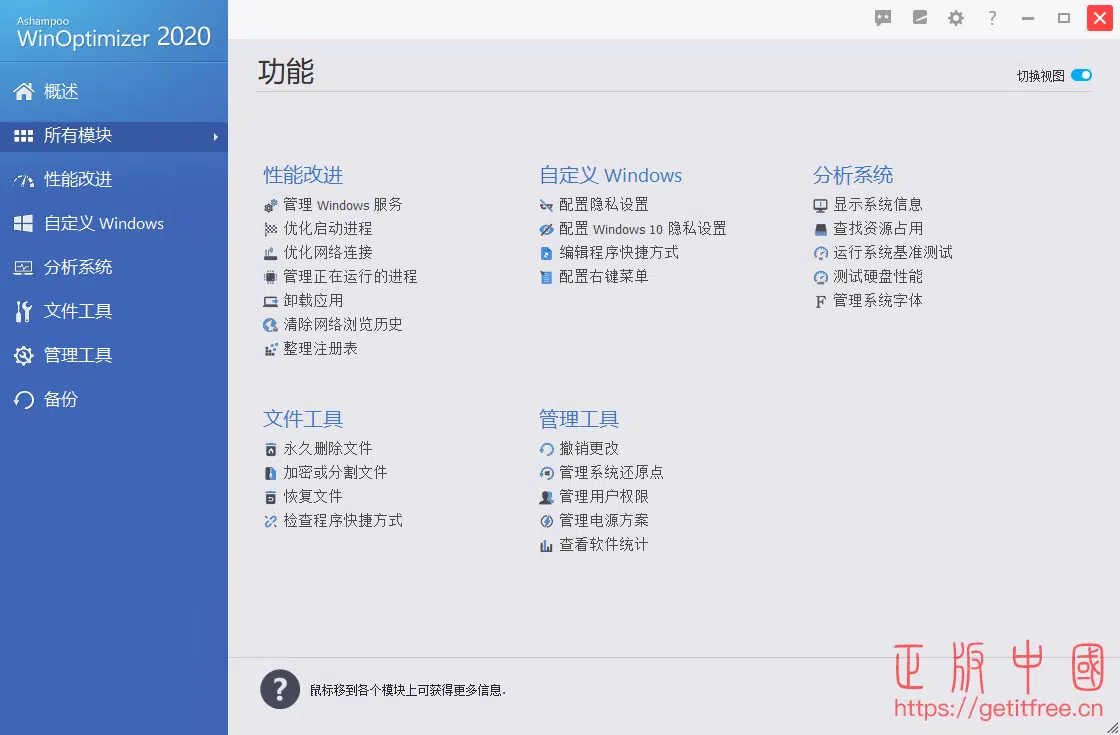 Ashampoo
WinOptimizer 2020
概述
所有模块
性能改进
自定义 Windows
分析系统
文件工具
管理工具
备份
功能
切换视图
性能改进
管理 Windows 服务
优化启动进程
优化网络连接
管理正在运行的进程
卸载应用
清除网络浏览历史
整理注册表
自定义 Windows
配置隐私设置
配置 Windows 10 隐私设置
编辑程序快捷方式
配置右键菜单
分析系统
显示系统信息
查找资源占用
运行系统基准测试
测试硬盘性能
管理系统字体
文件工具
永久删除文件
加密或分割文件
恢复文件
检查程序快捷方式
管理工具
撤销更改
管理系统还原点
管理用户权限
管理电源方案
查看软件统计
鼠标移到各个模块上可获得更多信息.
正版中國
https://getitfree.cn